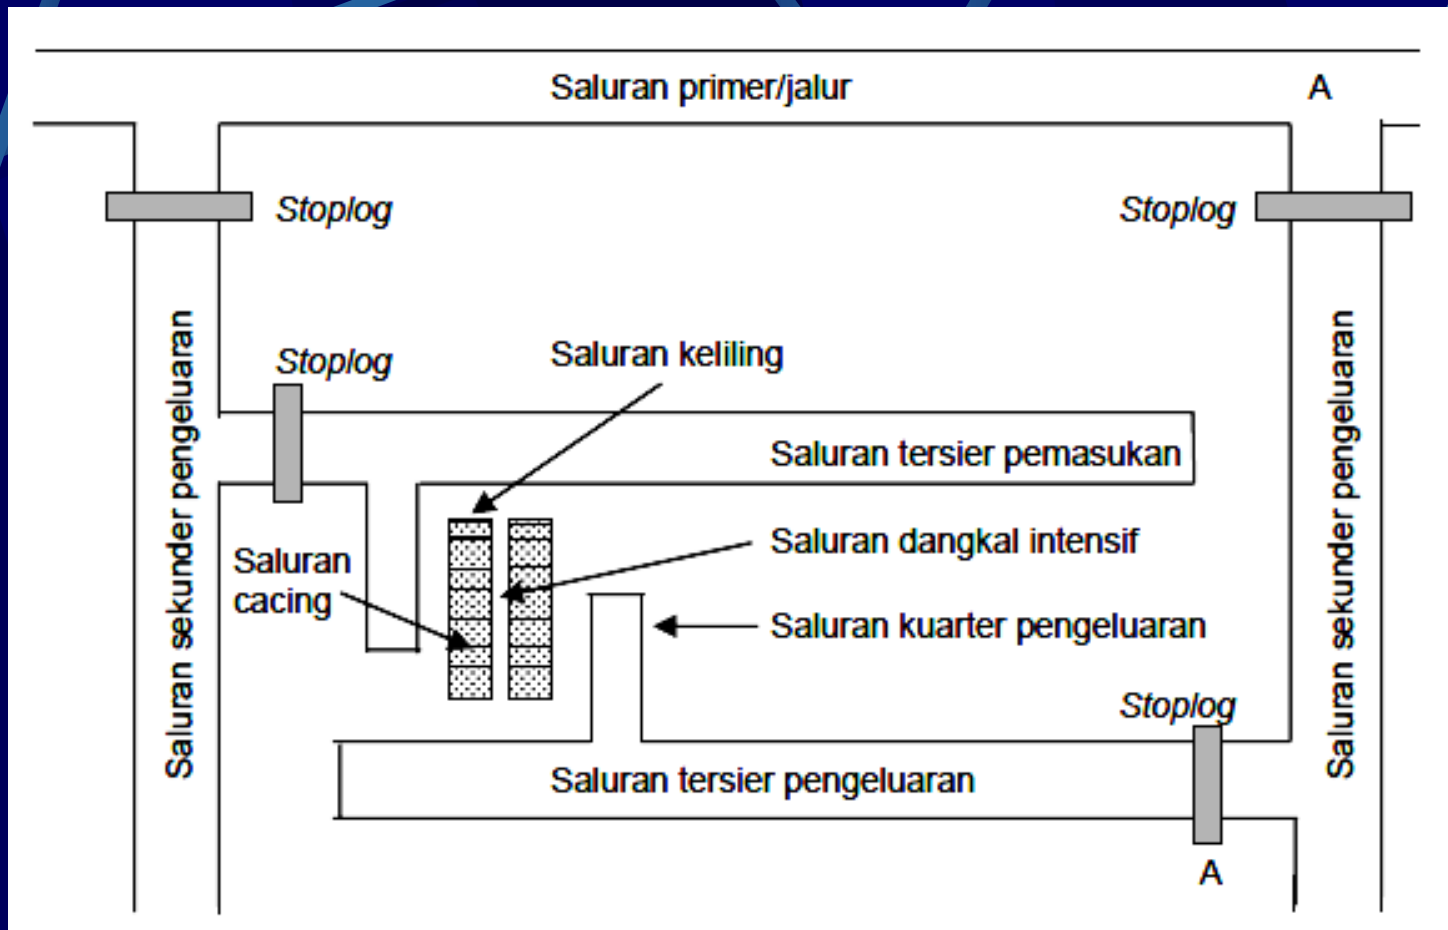 Saluran primer/jalur
A
Stoplog
Stoplog
Saluran sekunder pengeluaran
Stoplog
Saluran keliling
Saluran tersier pemasukan
Saluran
cacing
Saluran dangkal intensif
Saluran kuarter pengeluaran
Stoplog
Saluran tersier pengeluaran
A
Saluran sekunder pengeluaran